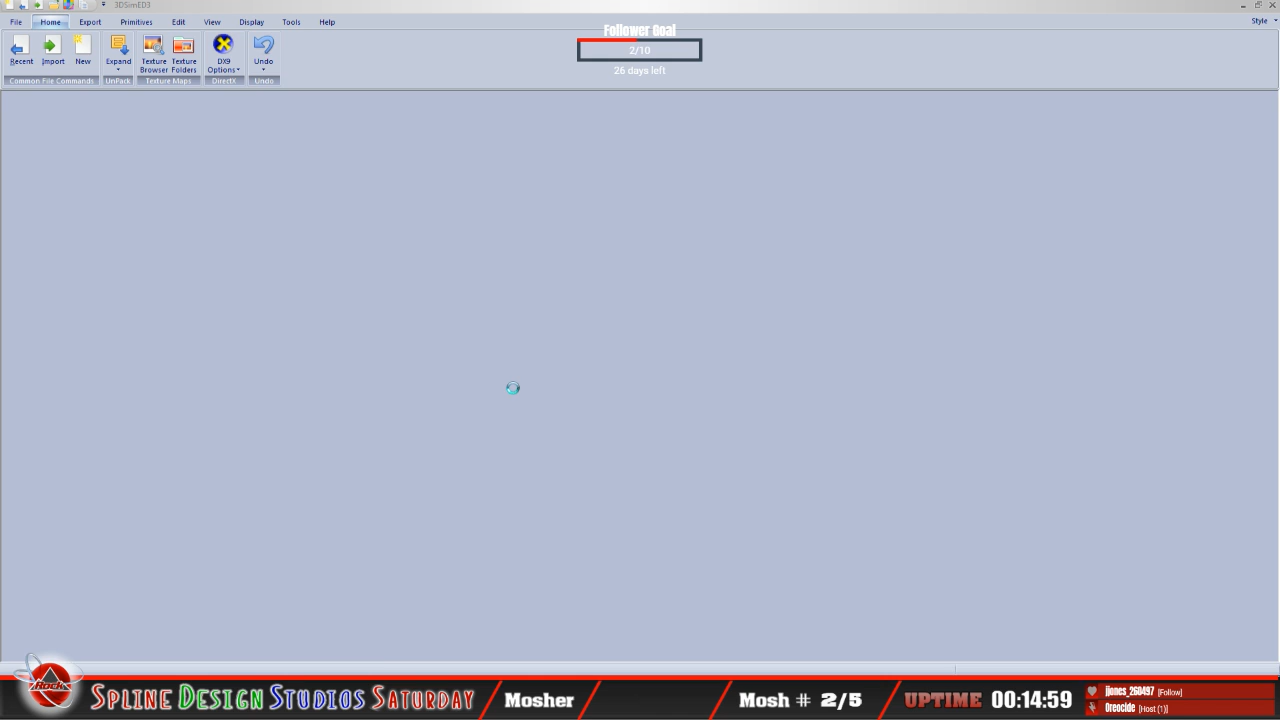 3DSimED3
File Home Export Primitives Edit View Display Tools Help Style
Recent Import New Expand Texture Browser Texture Folders DX9 Options Undo
Common File Commands UnPack Texture Maps DirectX Undo
Follower Goal
2/10
26 days left
Rock
SPLINE DESIGN STUDIOS SATURDAY
Mosher
Mosh # 2/5
UPTIME 00:14:59
jjones_260497 [Follow]
Oreocide [Host (1)]